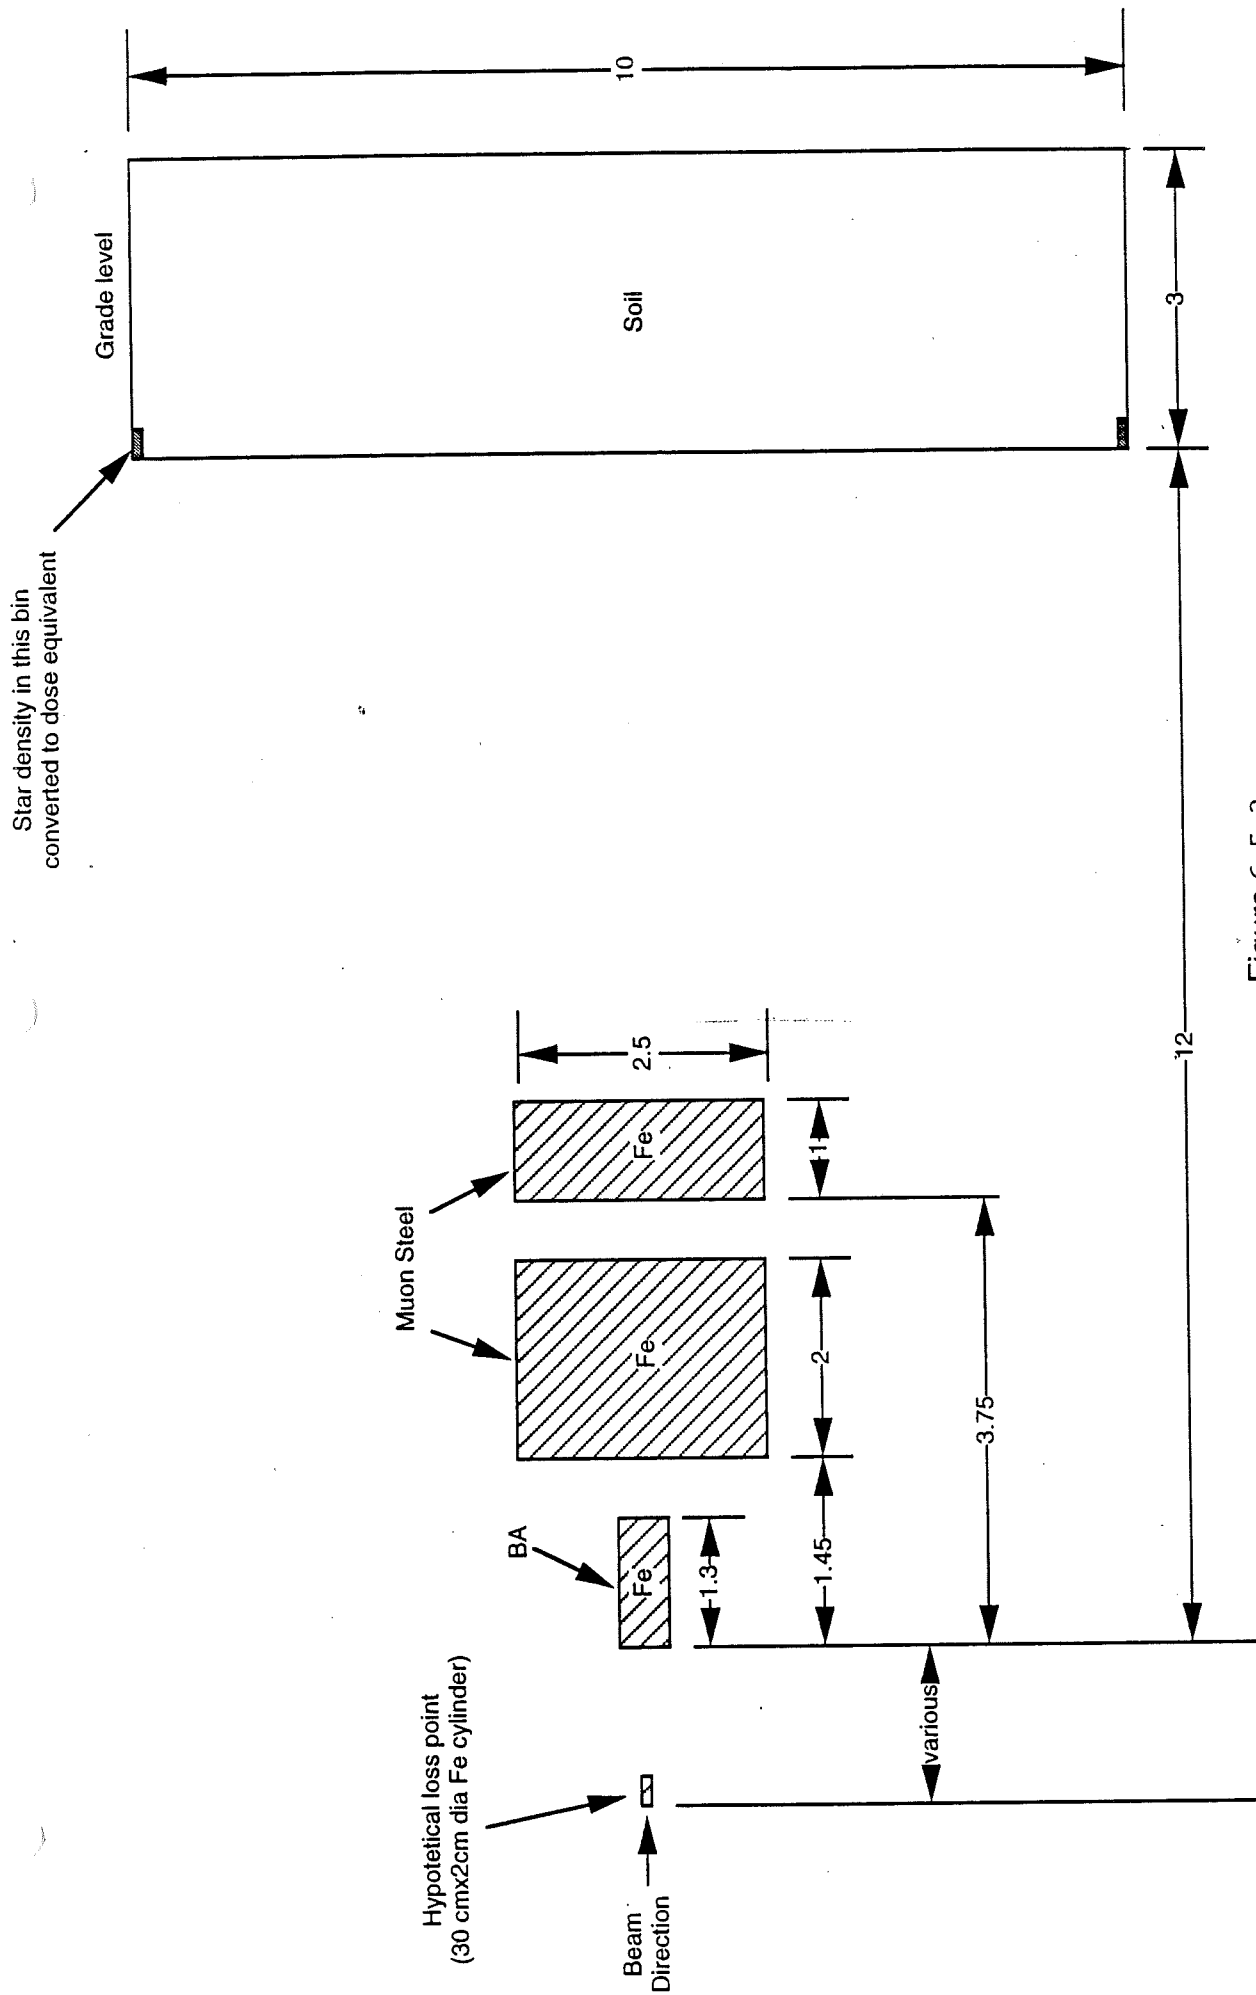 Star density in this bin
converted to dose equivalent
Grade level
Soil
10
3
12
Hypotetical loss point
(30 cmx2cm dia Fe cylinder)
Beam
Direction
BA
Fe
Muon Steel
Fe
Fe
2.5
1.3
1.45
2
1
3.75
various